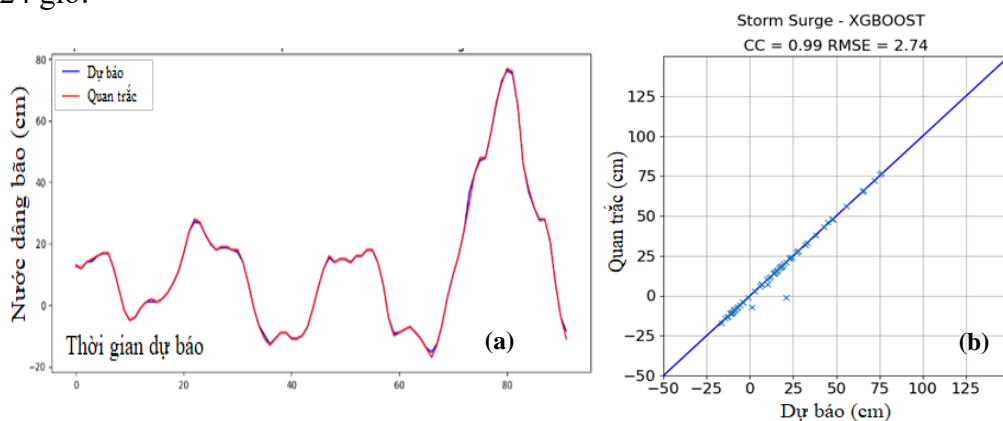 24 giờ.
Nước dâng bão (cm)
80
60
40
20
0
−20
Dự báo
Quan trắc
Thời gian dự báo
(a)
0 20 40 60 80
Storm Surge - XGBOOST
CC = 0.99 RMSE = 2.74
Quan trắc (cm)
125
100
75
50
25
0
−25
−50
(b)
−50 −25 0 25 50 75 100 125
Dự báo (cm)